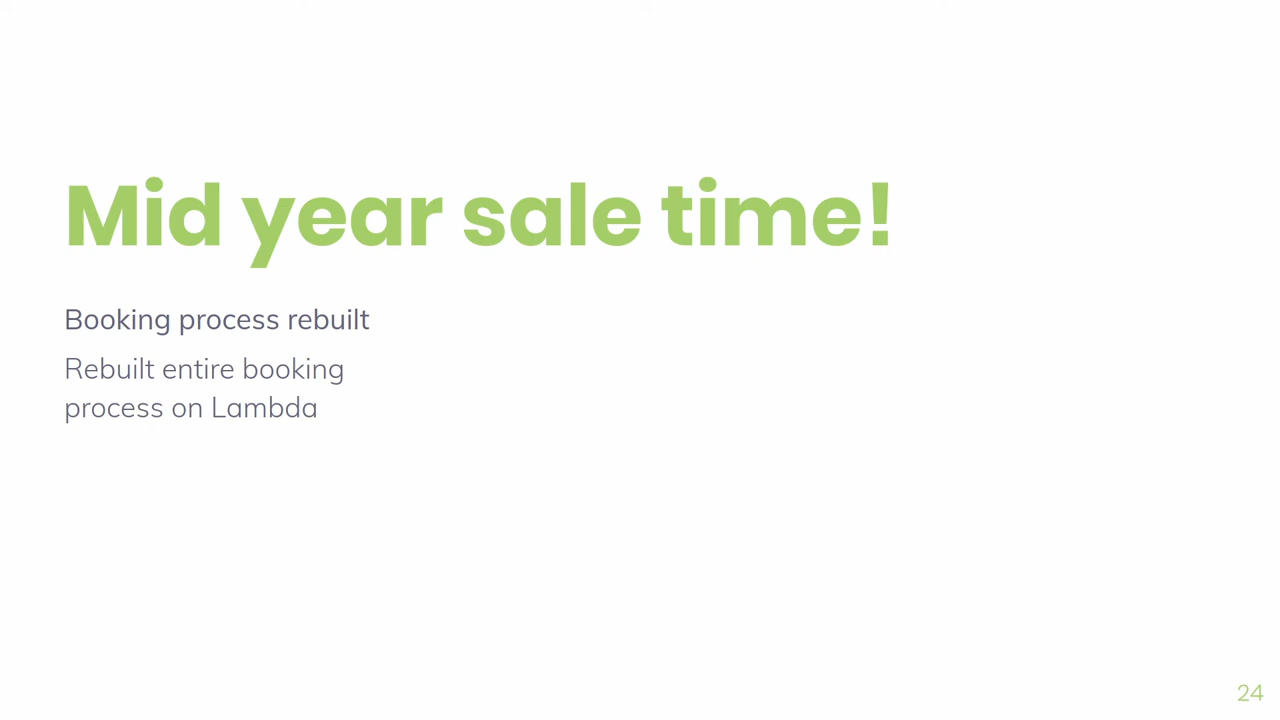 Mid year sale time!
Booking process rebuilt
Rebuilt entire booking
process on Lambda
24